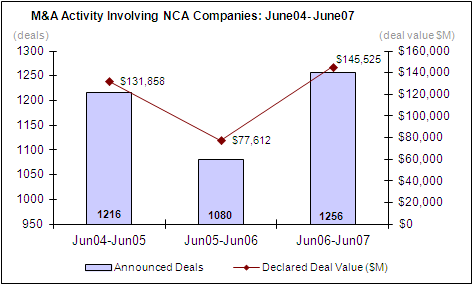 M&A Activity Involving NCA Companies: June04- June07
(deals)
(deal value $M)
1300
1250
1200
1150
1100
1050
1000
950
$160,000
$140,000
$120,000
$100,000
$80,000
$60,000
$40,000
$20,000
$0
$131,858
$77,612
$145,525
1216
1080
1256
Jun04-Jun05
Jun05-Jun06
Jun06-Jun07
Announced Deals
Declared Deal Value ($M)